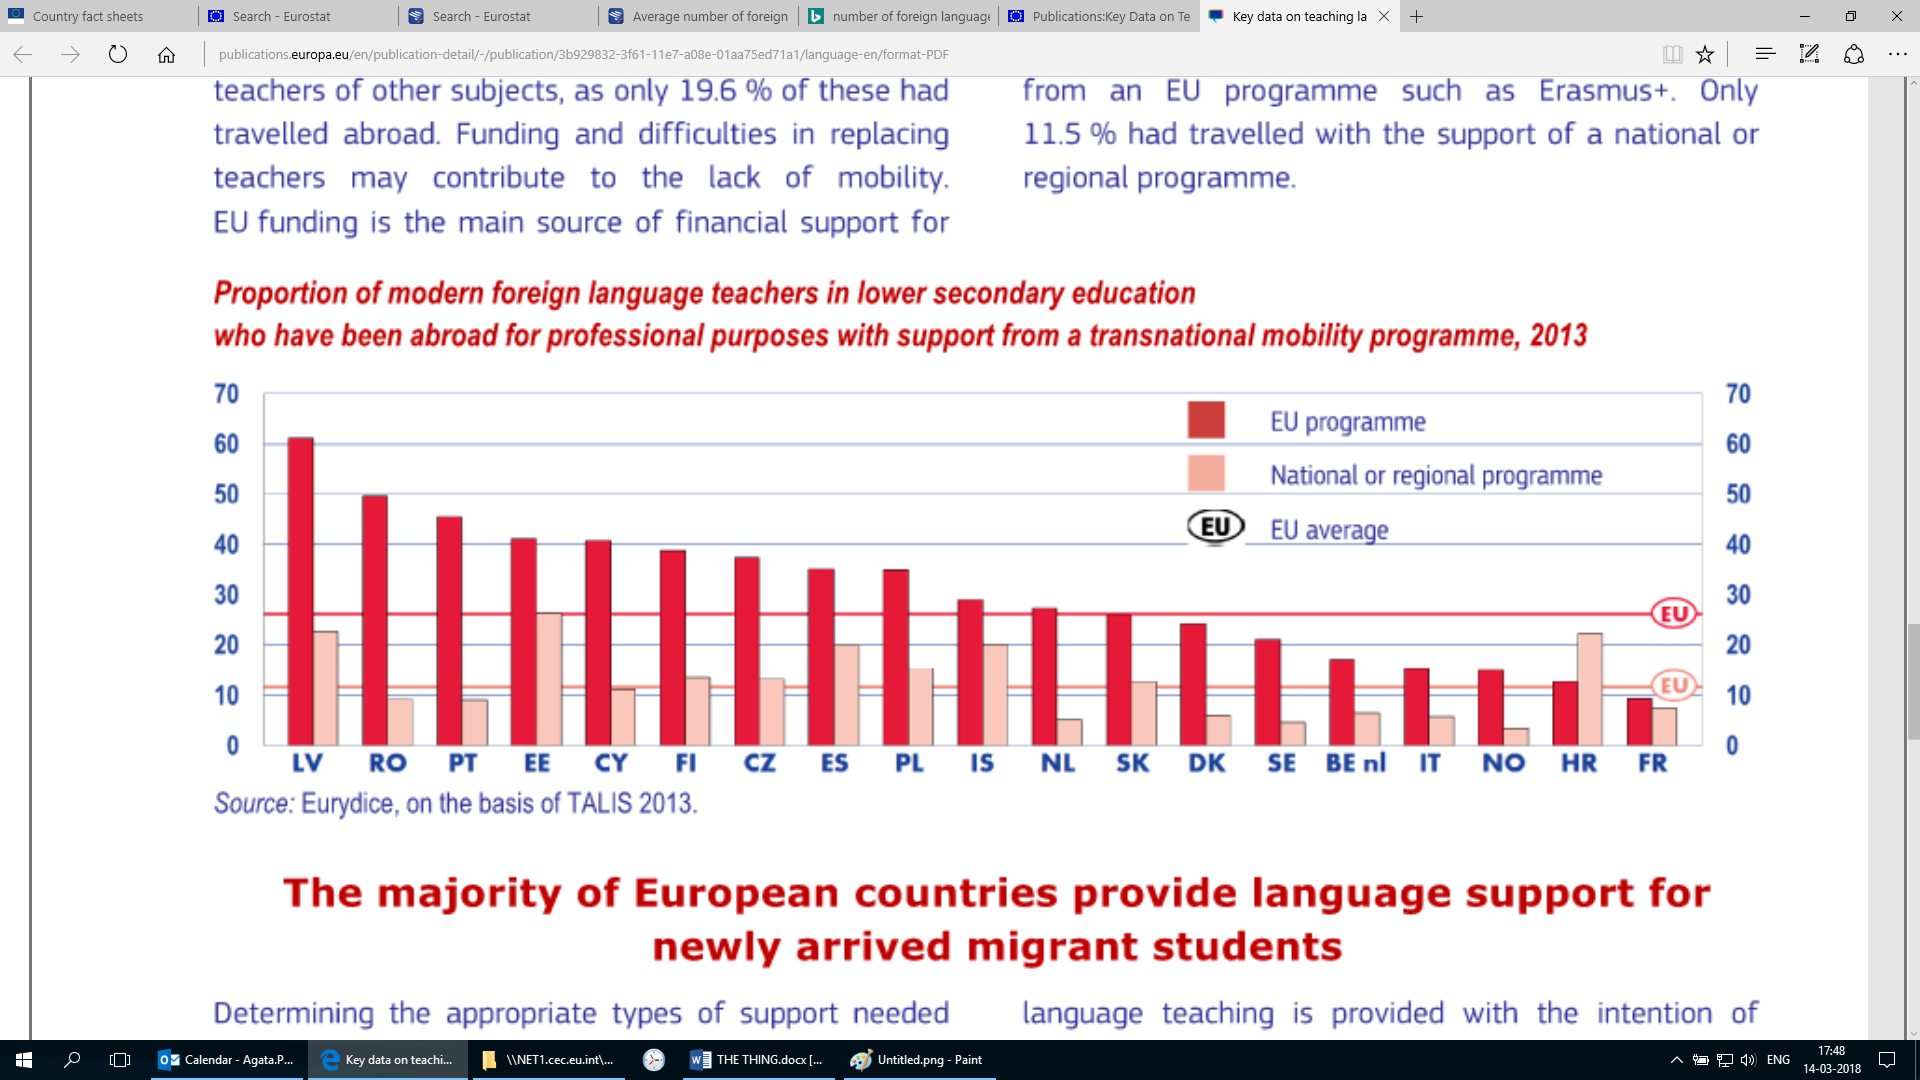 Country fact sheets
Search - Eurostat
Search - Eurostat
Average number of foreign
number of foreign language
Publications:Key Data on Te
Key data on teaching la
publications.europa.eu/en/publication-detail/-/publication/3b929832-3f61-11e7-a08e-01aa75ed71a1/language-en/format-PDF
teachers of other subjects, as only 19.6 % of these had
travelled abroad. Funding and difficulties in replacing
teachers may contribute to the lack of mobility.
EU funding is the main source of financial support for
from an EU programme such as Erasmus+. Only
11.5 % had travelled with the support of a national or
regional programme.
Proportion of modern foreign language teachers in lower secondary education
who have been abroad for professional purposes with support from a transnational mobility programme, 2013
70
60
50
40
30
20
10
0
EU programme
National or regional programme
EU EU average
EU
EU
70
60
50
40
30
20
10
0
LV RO PT EE CY FI CZ ES PL IS NL SK DK SE BE nl IT NO HR FR
Source: Eurydice, on the basis of TALIS 2013.
The majority of European countries provide language support for
newly arrived migrant students
Determining the appropriate types of support needed
language teaching is provided with the intention of
Calendar - Agata.P...
Key data on teachi...
\\NET1.cec.eu.int\...
THE THING.docx [...
Untitled.png - Paint
ENG
17:48
14-03-2018